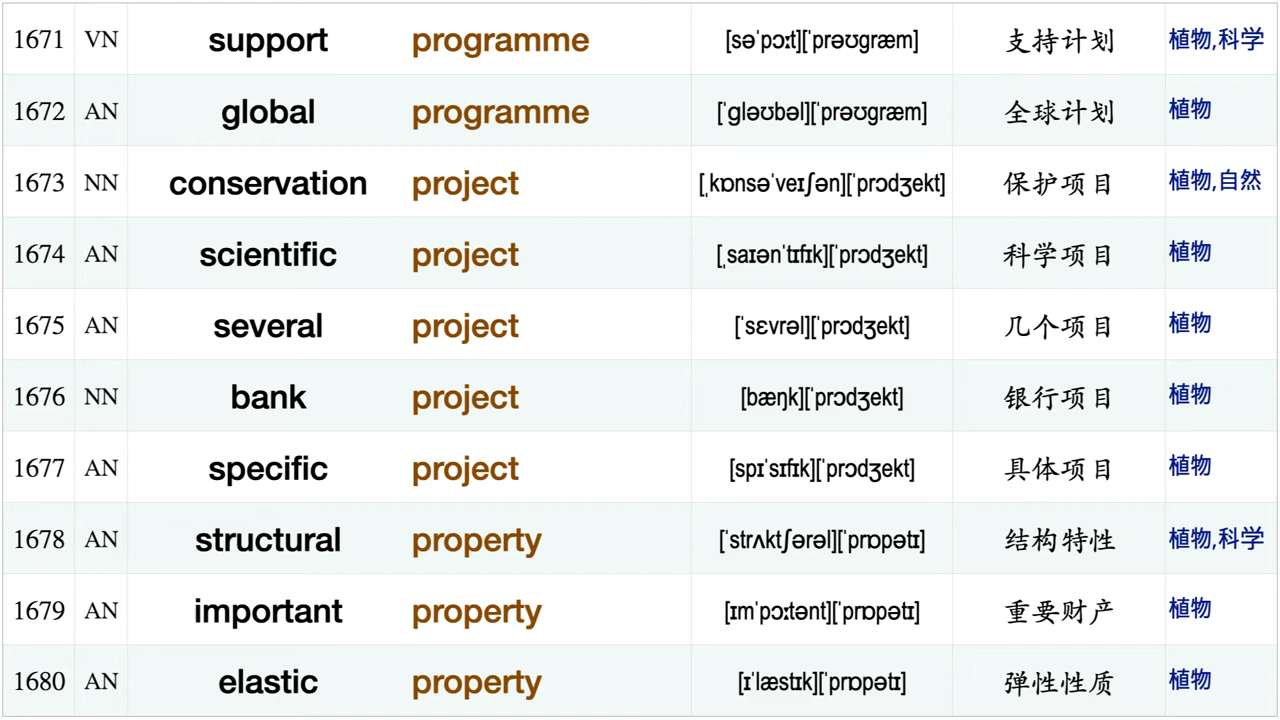 1671 VN support programme [səˈpɔːt][ˈprəʊgræm] 支持计划 植物,科学
1672 AN global programme [ˈgləʊbəl][ˈprəʊgræm] 全球计划 植物
1673 NN conservation project [ˌkɒnsəˈveɪʃən][ˈprɔdʒekt] 保护项目 植物,自然
1674 AN scientific project [ˌsaɪənˈtɪfɪk][ˈprɔdʒekt] 科学项目 植物
1675 AN several project [ˈsɛvrəl][ˈprɔdʒekt] 几个项目 植物
1676 NN bank project [bæŋk][ˈprɔdʒekt] 银行项目 植物
1677 AN specific project [spɪˈsɪfɪk][ˈprɔdʒekt] 具体项目 植物
1678 AN structural property [ˈstrʌktʃərəl][ˈprɒpətɪ] 结构特性 植物,科学
1679 AN important property [ɪmˈpɔːtənt][ˈprɒpətɪ] 重要财产 植物
1680 AN elastic property [ɪˈlæstɪk][ˈprɒpətɪ] 弹性性质 植物